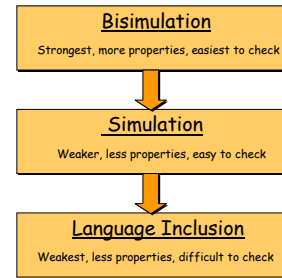 Bisimulation
Strongest, more properties, easiest to check
Simulation
Weaker, less properties, easy to check
Language Inclusion
Weakest, less properties, difficult to check